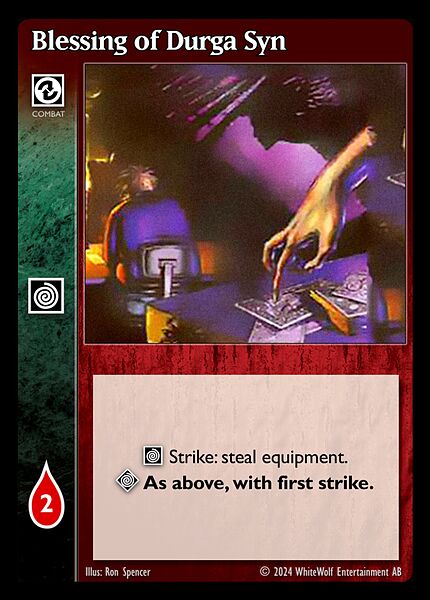 Blessing of Durga Syn
COMBAT
Strike: steal equipment.
As above, with first strike.
2
Illus: Ron Spencer
© 2024 WhiteWolf Entertainment AB